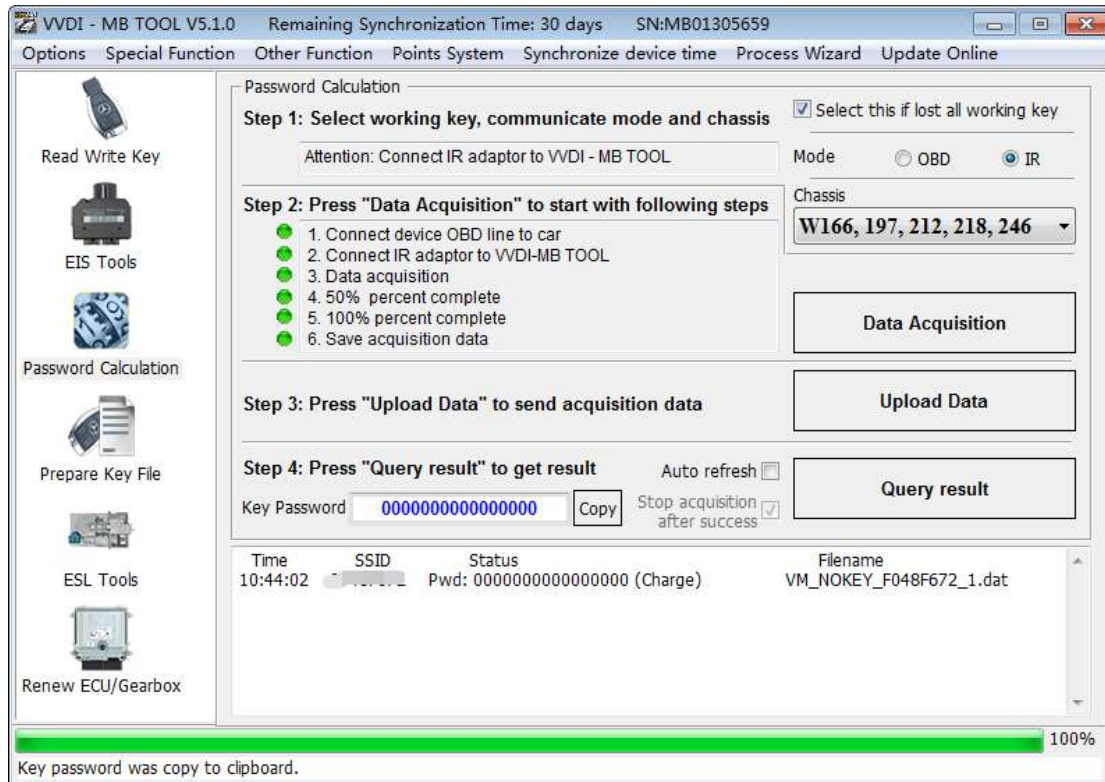 VVDI - MB TOOL V5.1.0 Remaining Synchronization Time: 30 days SN:MB01305659
Options Special Function Other Function Points System Synchronize device time Process Wizard Update Online
Read Write Key
EIS Tools
Password Calculation
Prepare Key File
ESL Tools
Renew ECU/Gearbox
Password Calculation
Step 1: Select working key, communicate mode and chassis
Select this if lost all working key
Attention: Connect IR adaptor to VVDI - MB TOOL
Mode OBD IR
Chassis
W166, 197, 212, 218, 246
Step 2: Press "Data Acquisition" to start with following steps
1. Connect device OBD line to car
2. Connect IR adaptor to VVDI-MB TOOL
3. Data acquisition
4. 50% percent complete
5. 100% percent complete
6. Save acquisition data
Data Acquisition
Step 3: Press "Upload Data" to send acquisition data
Upload Data
Step 4: Press "Query result" to get result
Auto refresh
Key Password 0000000000000000 Copy
Stop acquisition
after success
Query result
Time SSID Status Filename
10:44:02 Pwd: 0000000000000000 (Charge) VM_NOKEY_F048F672_1.dat
100%
Key password was copy to clipboard.